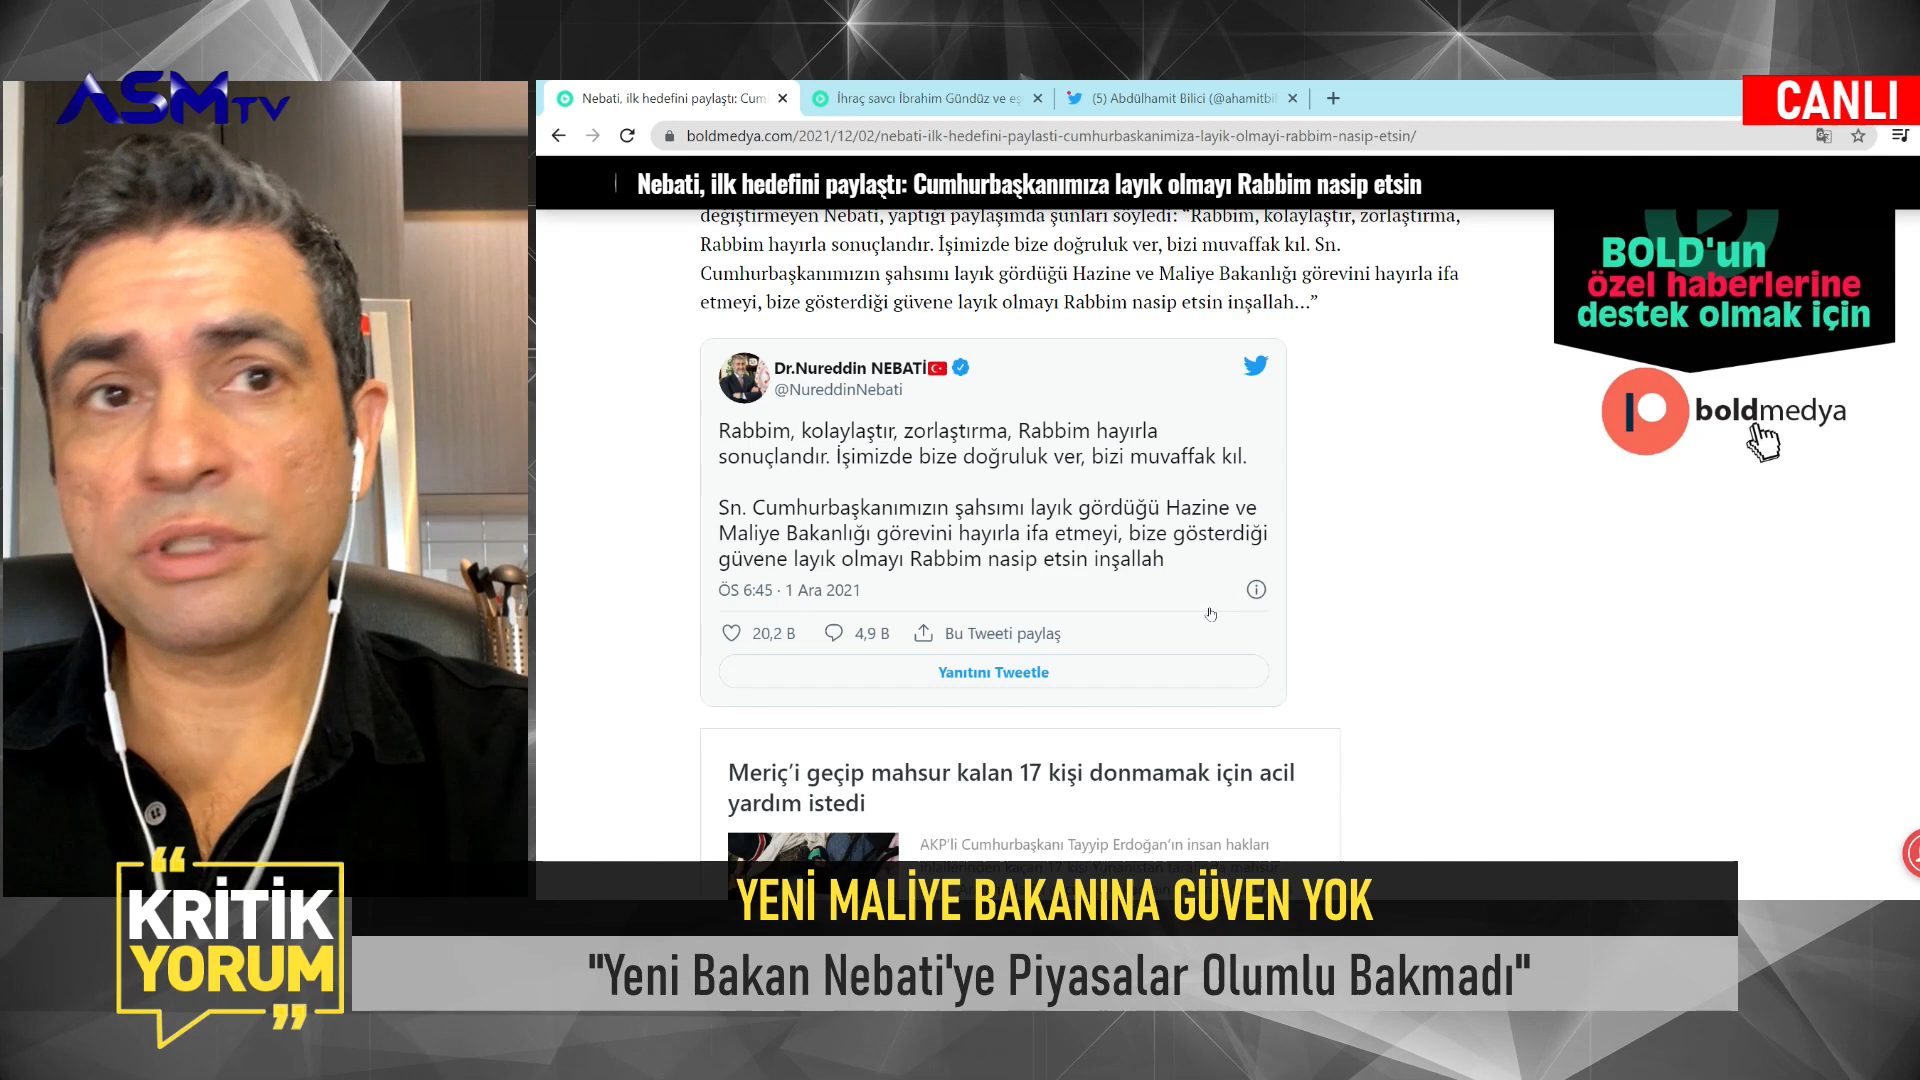 ASMTV
CANLI
Nebati, ilk hedefini paylaştı: Cum
İhraç savcı İbrahim Gündüz ve eş
(5) Abdülhamit Bilici (@ahamitbil
boldmedya.com/2021/12/02/nebati-ilk-hedefini-paylasti-cumhurbaskanimiza-layik-olmayi-rabbim-nasip-etsin/
Nebati, ilk hedefini paylaştı: Cumhurbaşkanımıza layık olmayı Rabbim nasip etsin
değiştirmeyen Nebati, yaptığı paylaşımda şunları söyledi: “Rabbim, kolaylaştır, zorlaştırma,
Rabbim hayırla sonuçlandır. İşimizde bize doğruluk ver, bizi muvaffak kıl. Sn.
Cumhurbaşkanımızın şahsımı layık gördüğü Hazine ve Maliye Bakanlığı görevini hayırla ifa
etmeyi, bize gösterdiği güvene layık olmayı Rabbim nasip etsin inşallah…”
BOLD'un
özel haberlerine
destek olmak için
boldmedya
Dr.Nureddin NEBATİ
@NureddinNebati
Rabbim, kolaylaştır, zorlaştırma, Rabbim hayırla
sonuçlandır. İşimizde bize doğruluk ver, bizi muvaffak kıl.
Sn. Cumhurbaşkanımızın şahsımı layık gördüğü Hazine ve
Maliye Bakanlığı görevini hayırla ifa etmeyi, bize gösterdiği
güvene layık olmayı Rabbim nasip etsin inşallah
ÖS 6:45 · 1 Ara 2021
20,2 B 4,9 B Bu Tweeti paylaş
Yanıtını Tweetle
Meriç’i geçip mahsur kalan 17 kişi donmamak için acil
yardım istedi
AKP’li Cumhurbaşkanı Tayyip Erdoğan’ın insan hakları
ihlallerinden kaçan 17 kişi Yunanistan tarafında mahsur
“KRİTİK
YORUM”
YENİ MALİYE BAKANINA GÜVEN YOK
"Yeni Bakan Nebati'ye Piyasalar Olumlu Bakmadı"